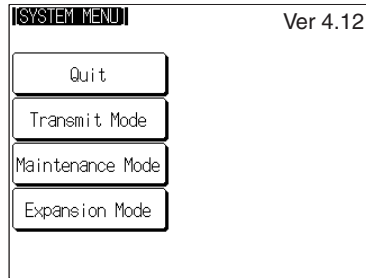 [SYSTEM MENU]
Ver 4.12
Quit
Transmit Mode
Maintenance Mode
Expansion Mode